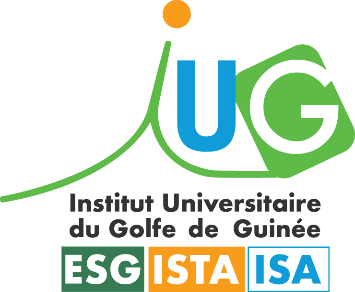 iUG
Institut Universitaire
du Golfe de Guinée
ESG ISTA ISA